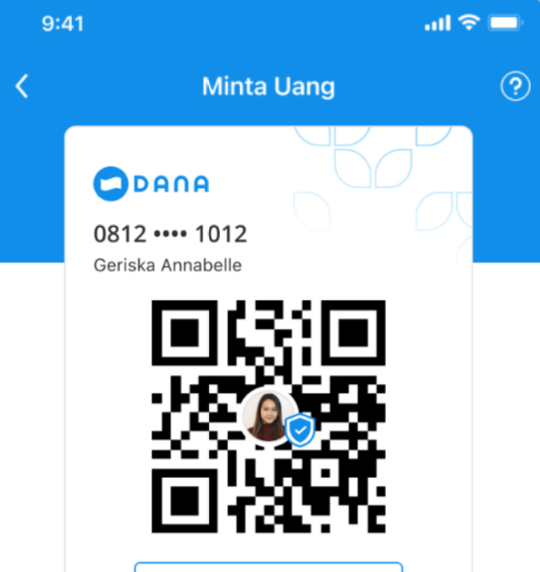 9:41
Minta Uang
DANA
0812 •••• 1012
Geriska Annabelle